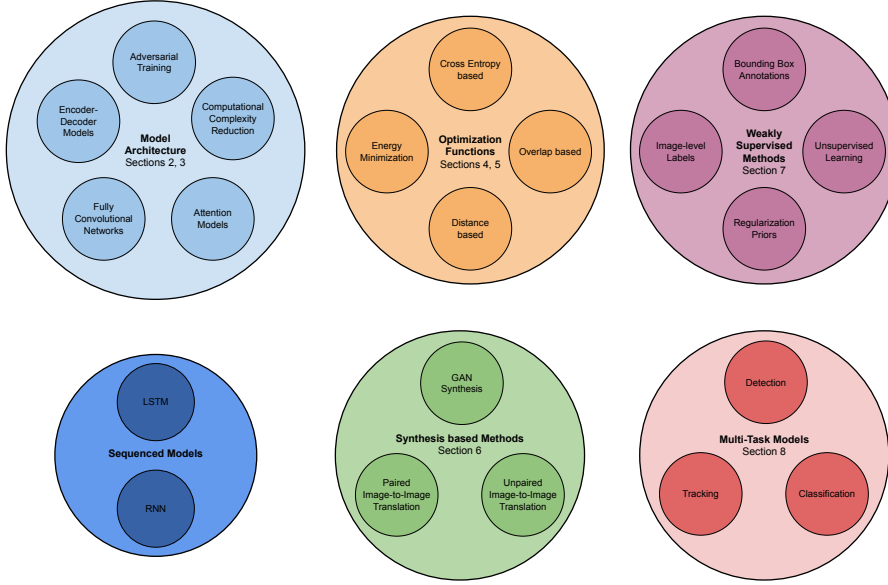 Adversarial
Training
Encoder-
Decoder
Models
Computational
Complexity
Reduction
Model
Architecture
Sections 2, 3
Fully
Convolutional
Networks
Attention
Models
Cross Entropy
based
Energy
Minimization
Optimization
Functions
Sections 4, 5
Overlap based
Distance
based
Bounding Box
Annotations
Image-level
Labels
Weakly
Supervised
Methods
Section 7
Unsupervised
Learning
Regularization
Priors
LSTM
Sequenced Models
RNN
GAN
Synthesis
Synthesis based Methods
Section 6
Paired
Image-to-Image
Translation
Unpaired
Image-to-Image
Translation
Detection
Multi-Task Models
Section 8
Tracking
Classification